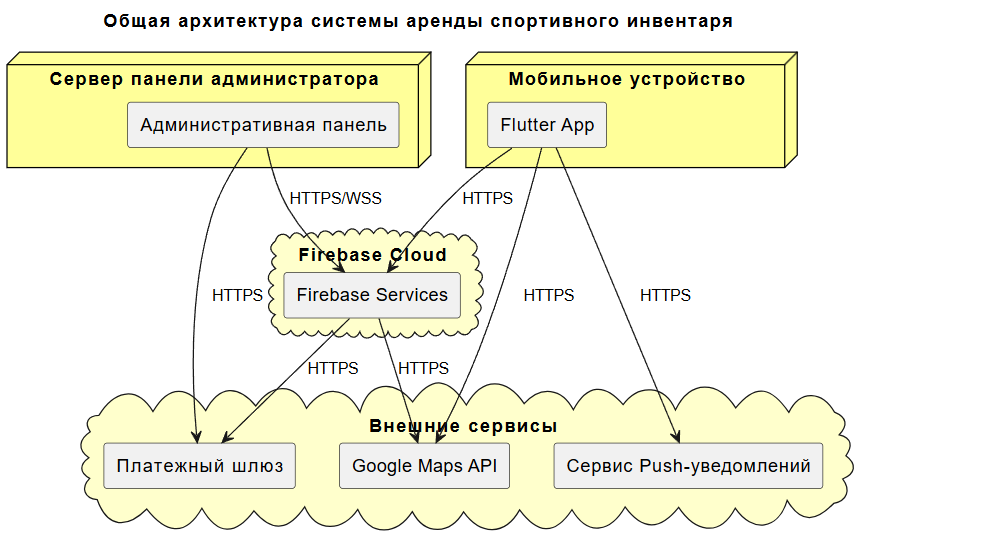 Общая архитектура системы аренды спортивного инвентаря
Сервер панели администратора
Мобильное устройство
Административная панель
Flutter App
HTTPS/WSS
HTTPS
Firebase Cloud
Firebase Services
HTTPS
HTTPS
HTTPS
HTTPS
HTTPS
Внешние сервисы
Платежный шлюз
Google Maps API
Сервис Push-уведомлений